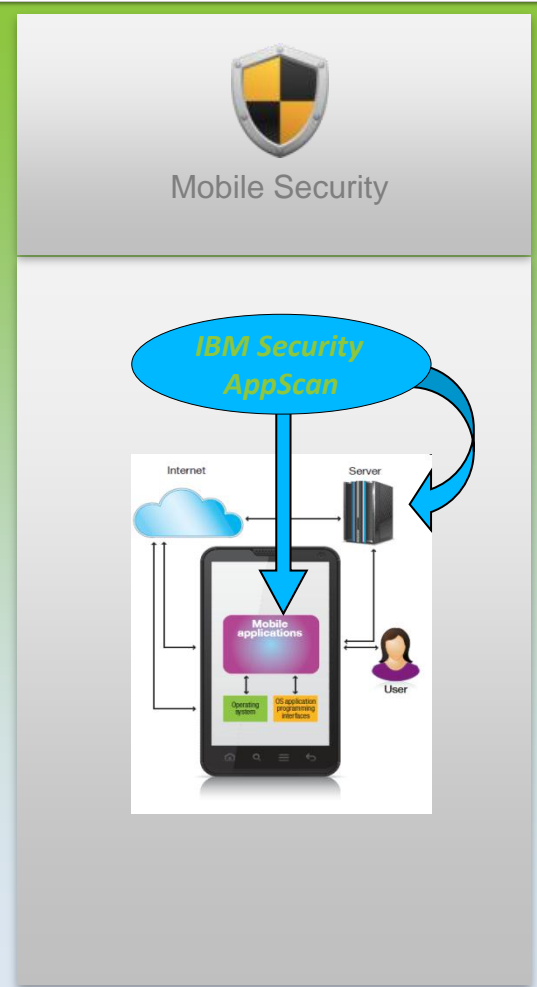 Mobile Security
IBM Security
AppScan
Internet
Server
Mobile
applications
Operating
system
OS application
programming
interfaces
User